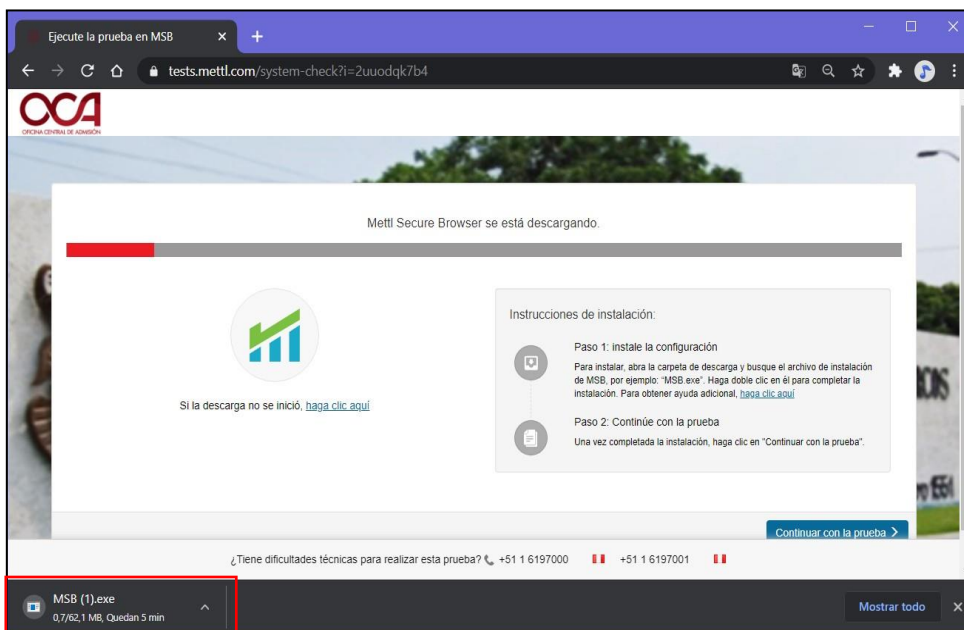 Ejecute la prueba en MSB
tests.mettl.com/system-check?i=2uuodqk7b4
OCA
OFICINA CENTRAL DE ADMISIÓN
Mettl Secure Browser se está descargando.
Si la descarga no se inició, haga clic aquí
Instrucciones de instalación:
Paso 1: instale la configuración
Para instalar, abra la carpeta de descarga y busque el archivo de instalación
de MSB, por ejemplo: “MSB.exe”. Haga doble clic en él para completar la
instalación. Para obtener ayuda adicional, haga clic aquí
Paso 2: Continúe con la prueba
Una vez completada la instalación, haga clic en "Continuar con la prueba".
Continuar con la prueba
¿Tiene dificultades técnicas para realizar esta prueba? +51 1 6197000 +51 1 6197001
MSB (1).exe
0,7/62,1 MB, Quedan 5 min
Mostrar todo